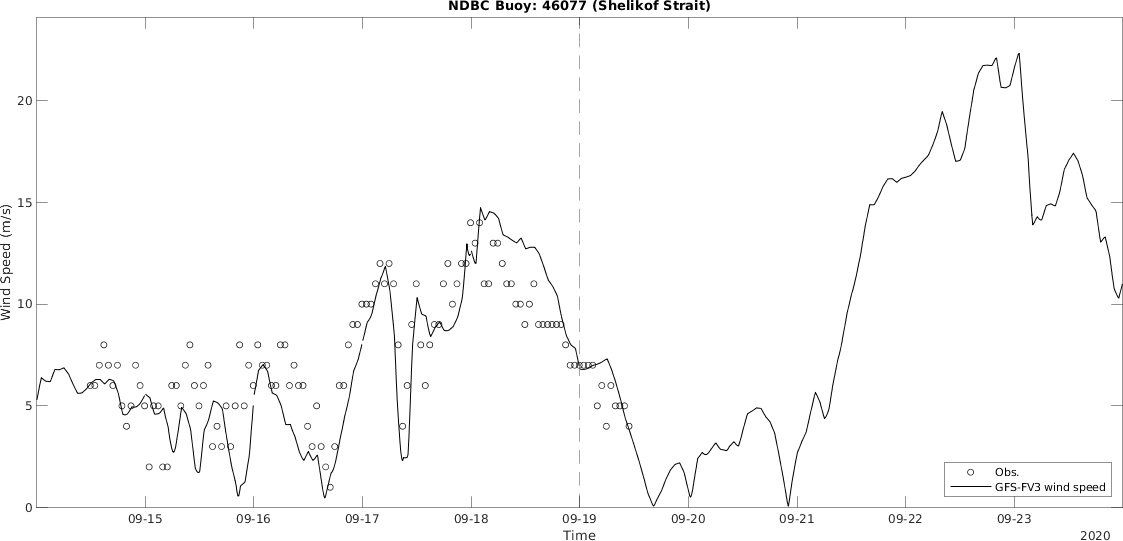 NDBC Buoy: 46077 (Shelikof Strait)
Wind Speed (m/s)
20
15
10
5
0
09-15 09-16 09-17 09-18 09-19 09-20 09-21 09-22 09-23
Time
2020
Obs.
GFS-FV3 wind speed